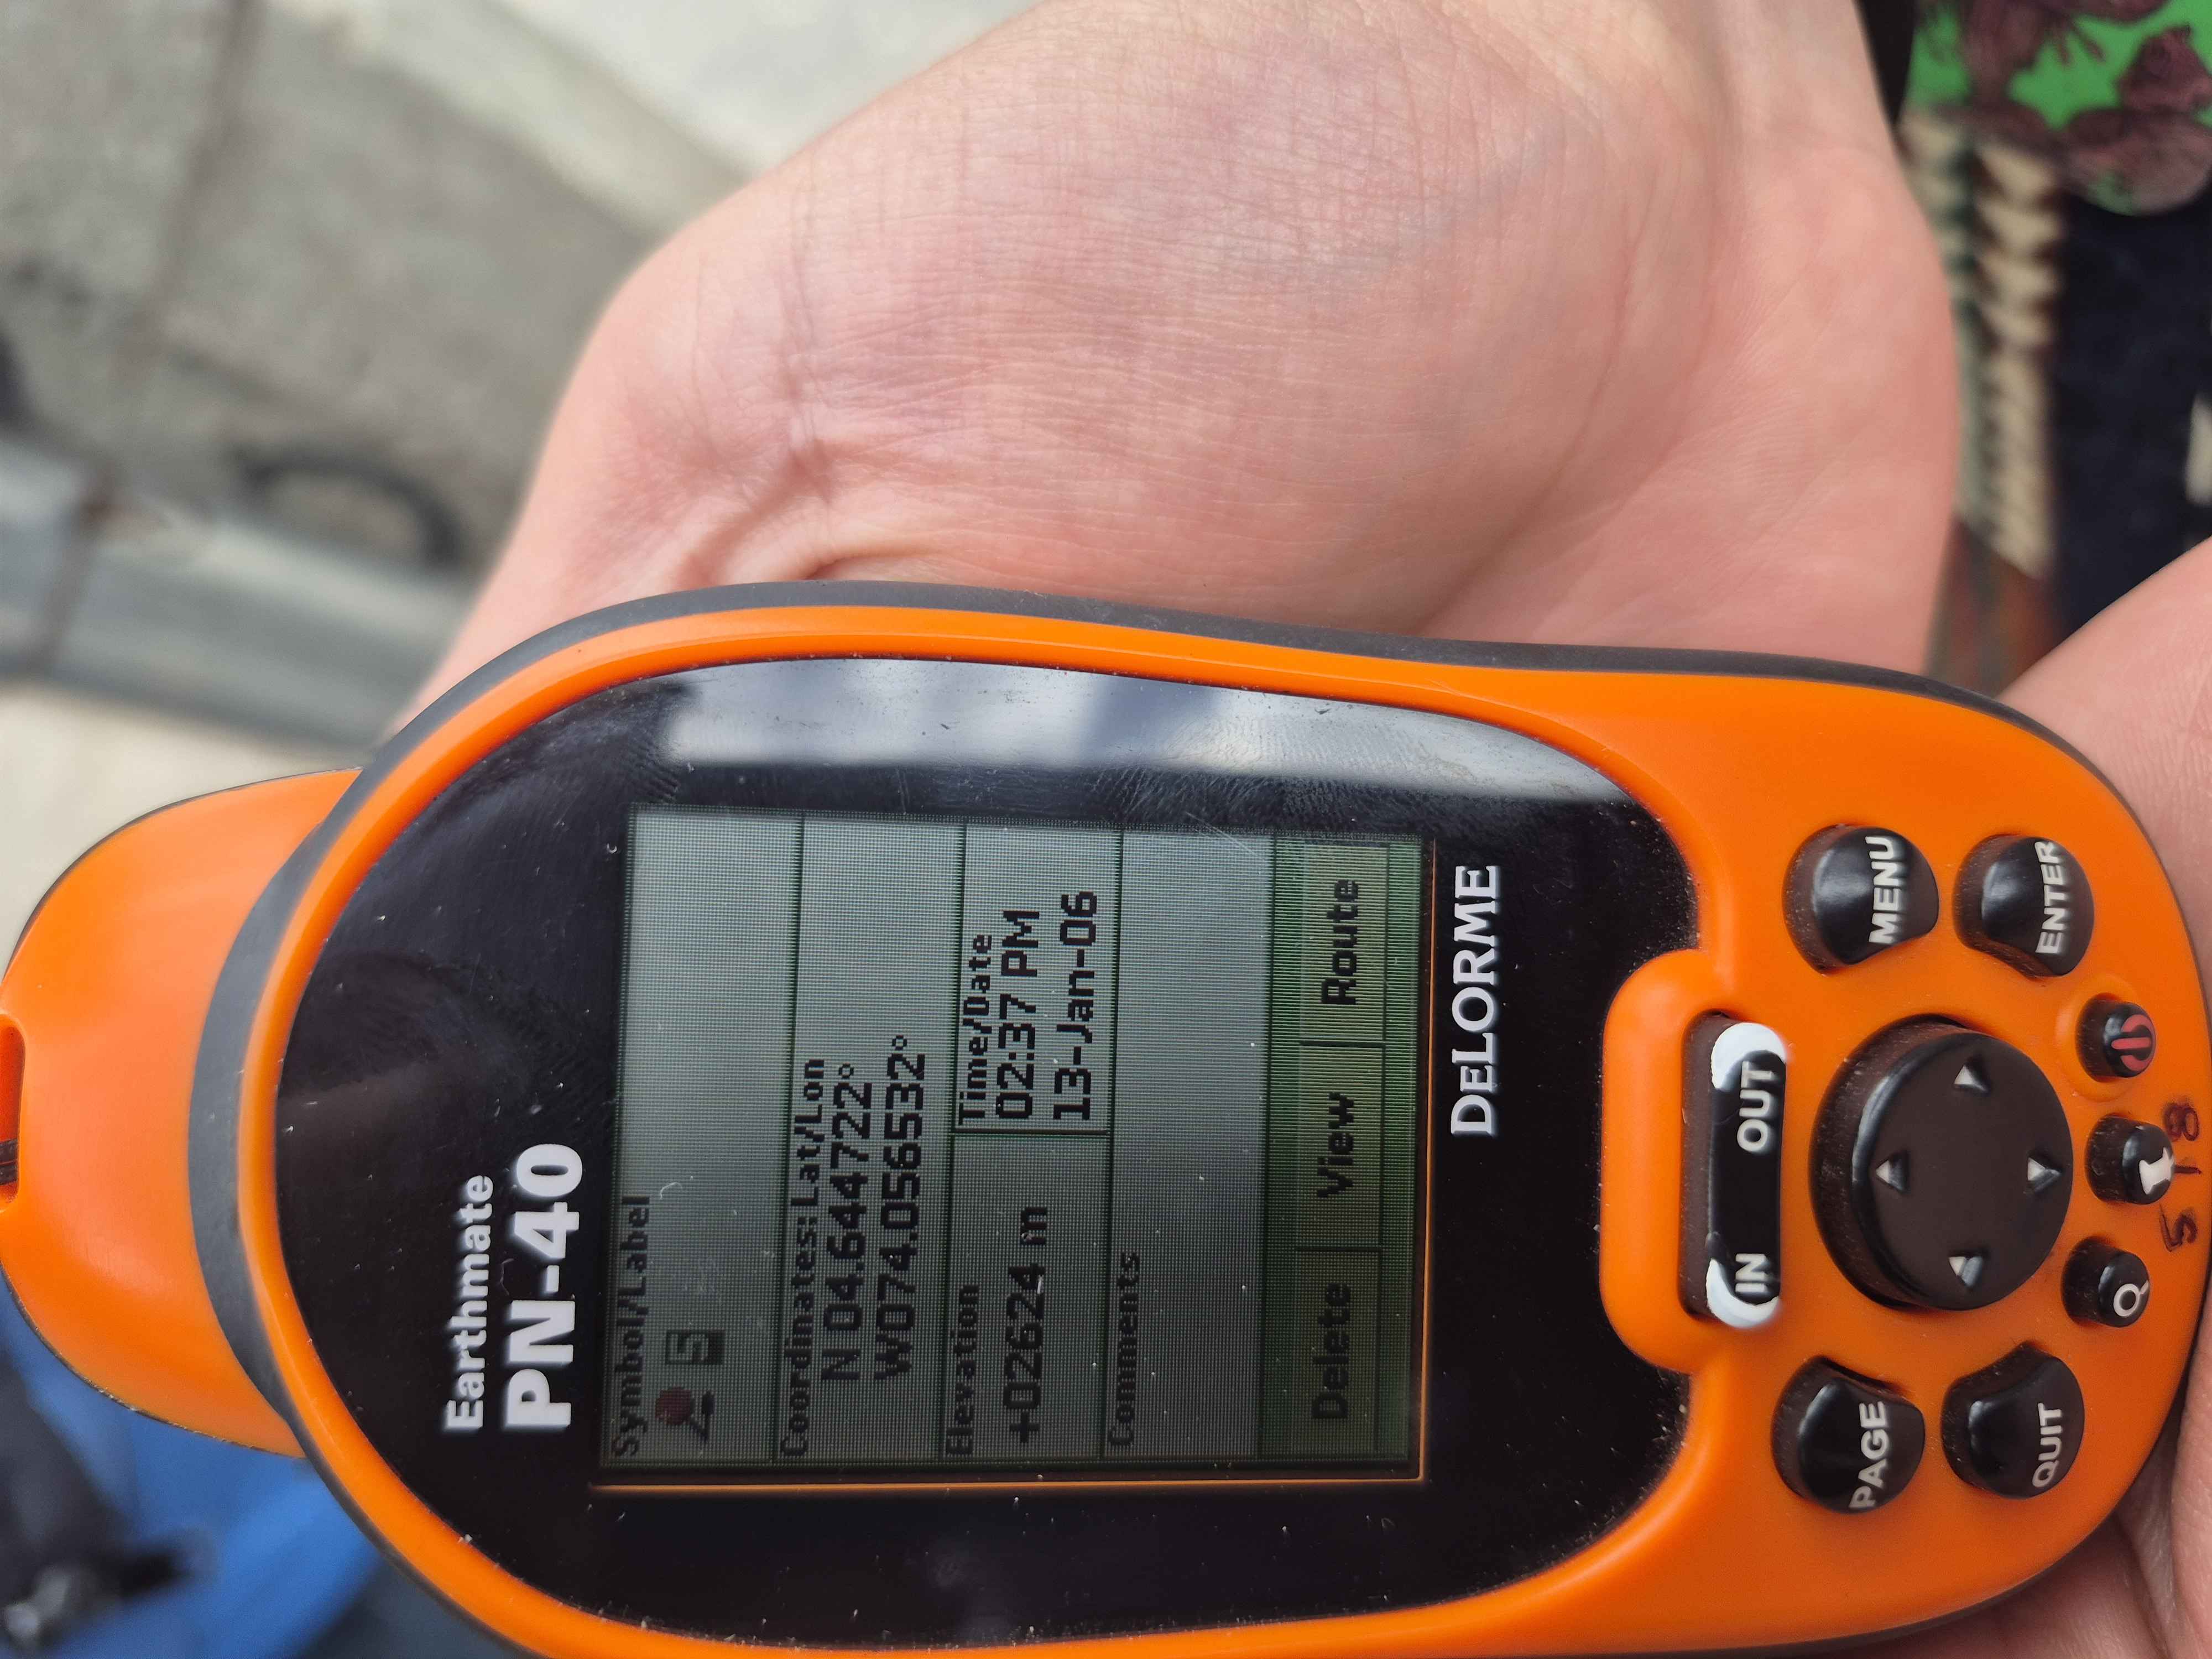 Earthmate
PN-40
Symbol/Label
5
Coordinates: Lat/Lon
N 04.644722°
W074.056532°
Elevation
+02624 m
Time/Date
02:37 PM
13-Jan-06
Comments
Delete View Route
DELORME
IN OUT
PAGE MENU
QUIT ENTER
518